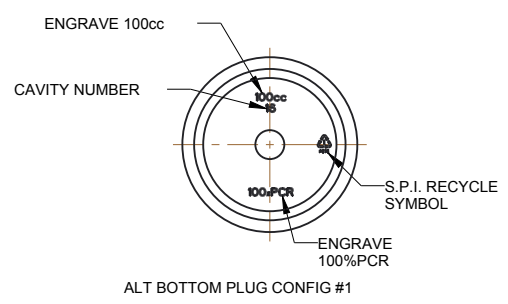 ENGRAVE 100cc
CAVITY NUMBER
100cc
16
100%PCR
S.P.I. RECYCLE
SYMBOL
ENGRAVE
100%PCR
ALT BOTTOM PLUG CONFIG #1